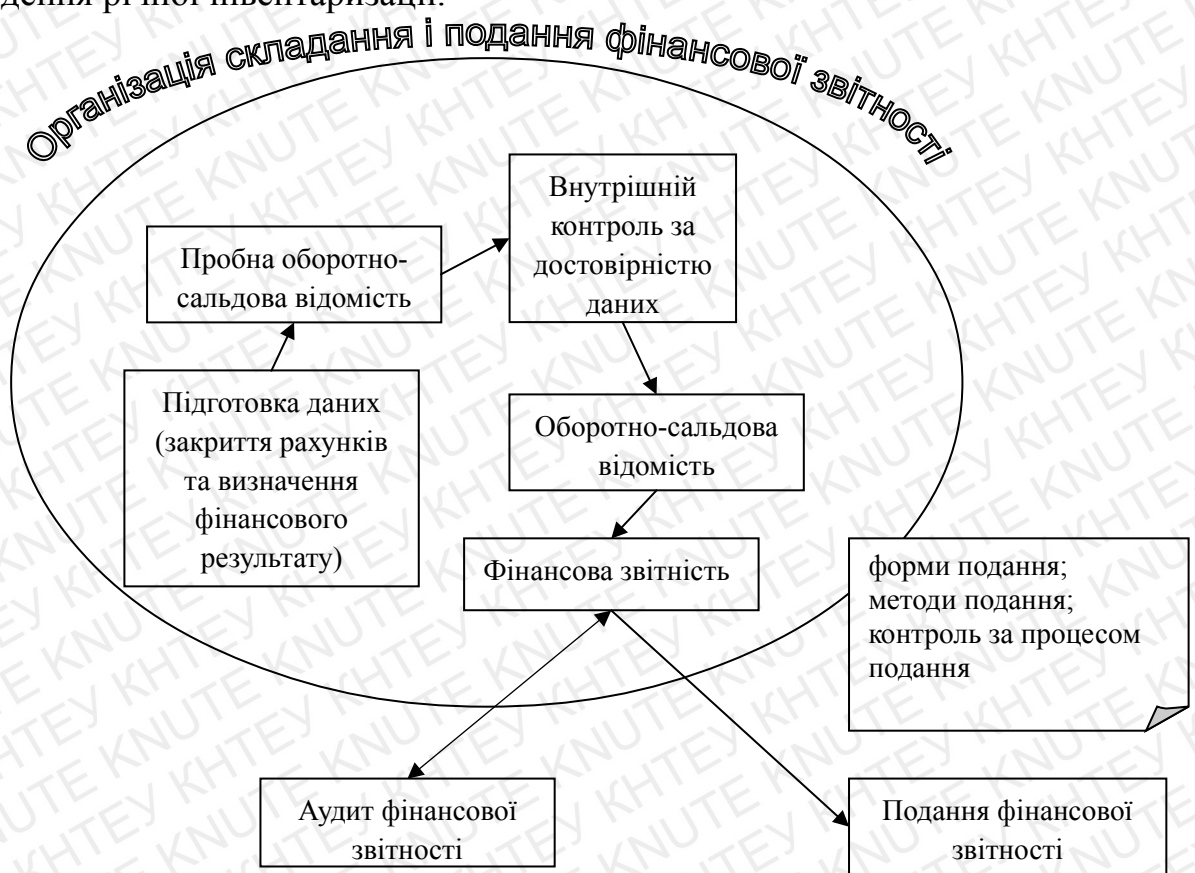 річної інвентаризації.
Організація складання і подання фінансової звітності
Внутрішній
контроль за
достовірністю
даних
Пробна оборотно-
сальдова відомість
Підготовка даних
(закриття рахунків
та визначення
фінансового
результату)
Оборотно-сальдова
відомість
Фінансова звітність
форми подання;
методи подання;
контроль за процесом
подання
Аудит фінансової
звітності
Подання фінансової
звітності